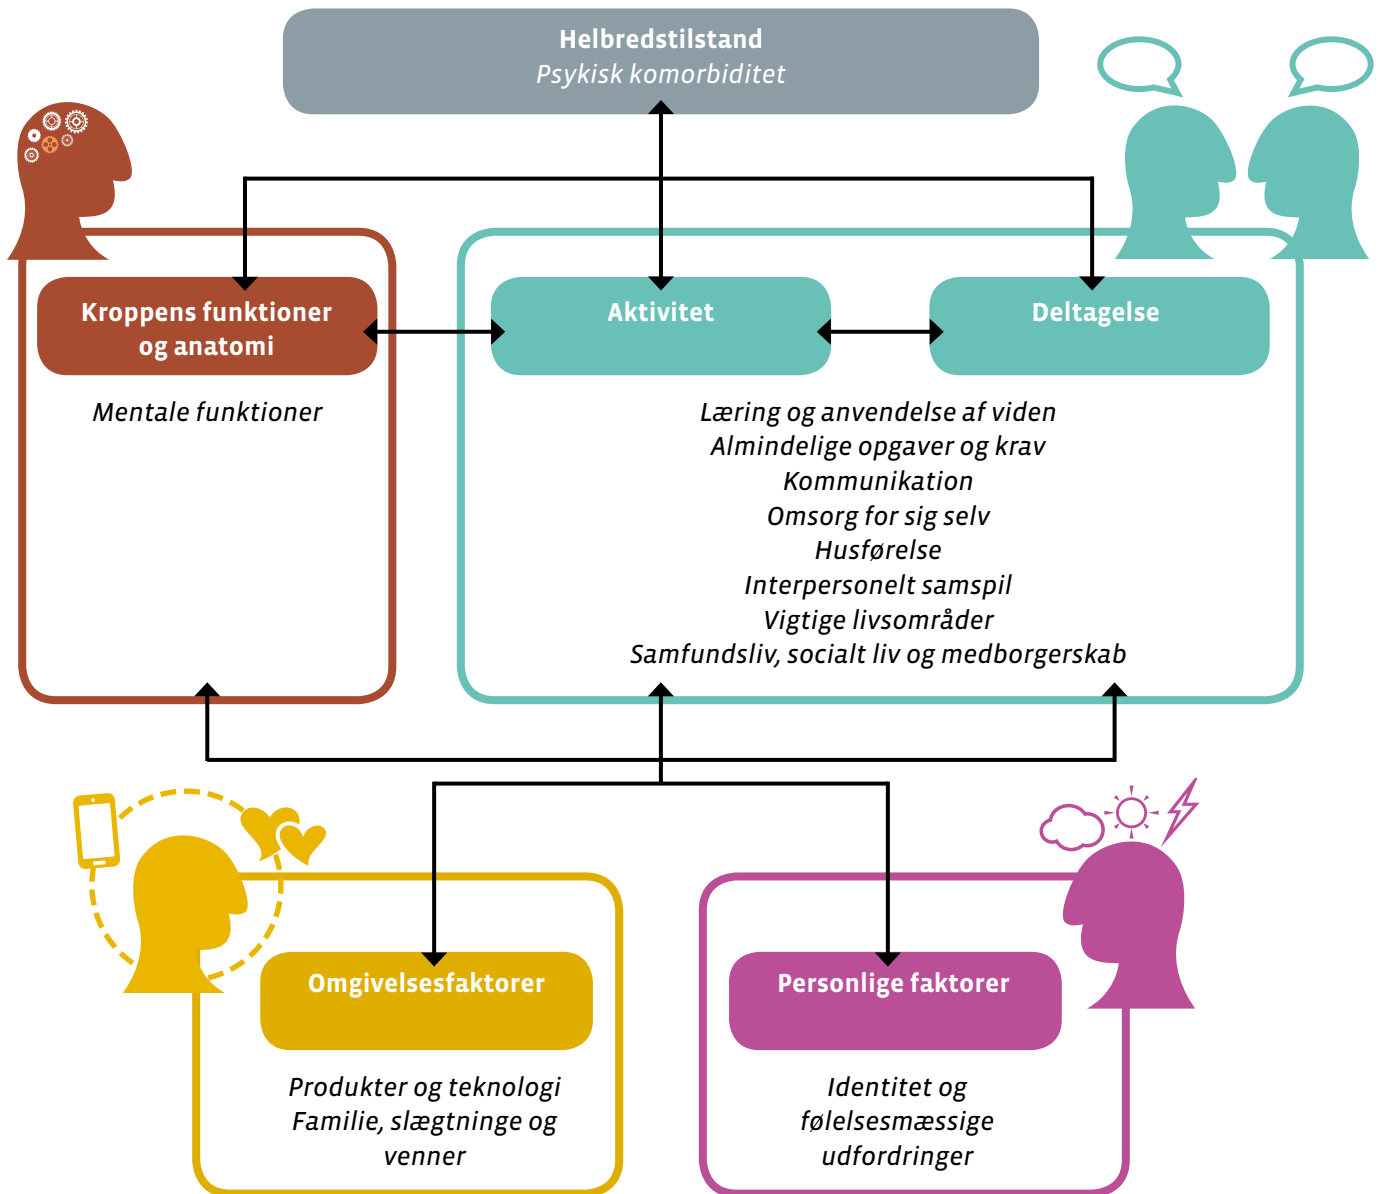 Helbredstilstand
Psykisk komorbiditet
Kroppens funktioner
og anatomi
Mentale funktioner
Aktivitet
Deltagelse
Læring og anvendelse af viden
Almindelige opgaver og krav
Kommunikation
Omsorg for sig selv
Husførelse
Interpersonelt samspil
Vigtige livsområder
Samfundsliv, socialt liv og medborgerskab
Omgivelsesfaktorer
Produkter og teknologi
Familie, slægtninge og
venner
Personlige faktorer
Identitet og
følelsesmæssige
udfordringer